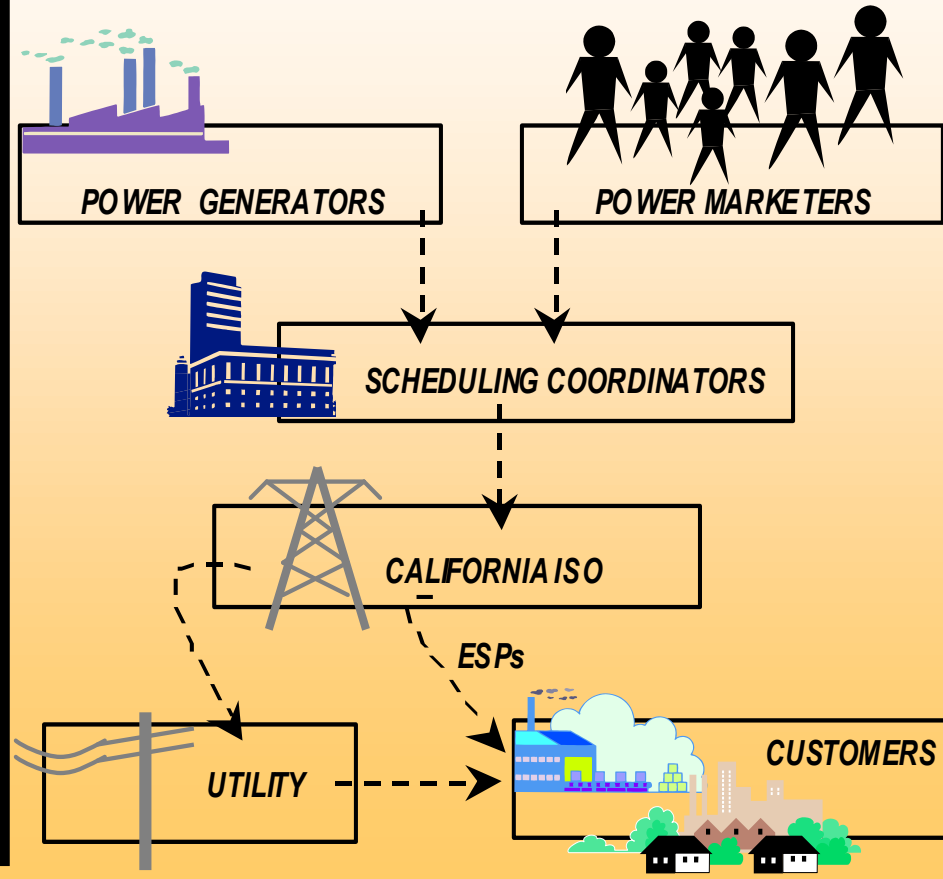 POWER GENERATORS
POWER MARKETERS
SCHEDULING COORDINATORS
CALIFORNIA ISO
ESPs
CUSTOMERS
UTILITY